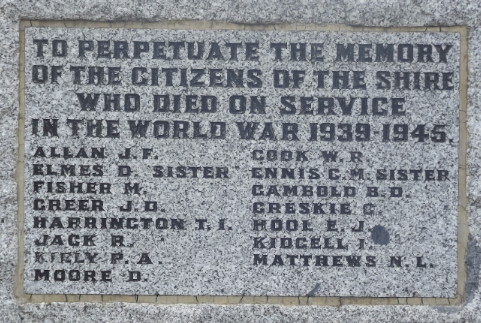 TO PERPETUATE THE MEMORY
OF THE CITIZENS OF THE SHIRE
WHO DIED ON SERVICE
IN THE WORLD WAR 1939-1945.
ALLAN J.F. COOK W.R
ELMES D. SISTER ENNIS C.M. SISTER
FISHER M. GAMBOLD B.D.
GREER J.D. GRESKIE G.
HARRINGTON T.I. HOOL E.J.
JACK R. KIDGELL I.
KIELY P.A. MATTHEWS N.L.
MOORE D.